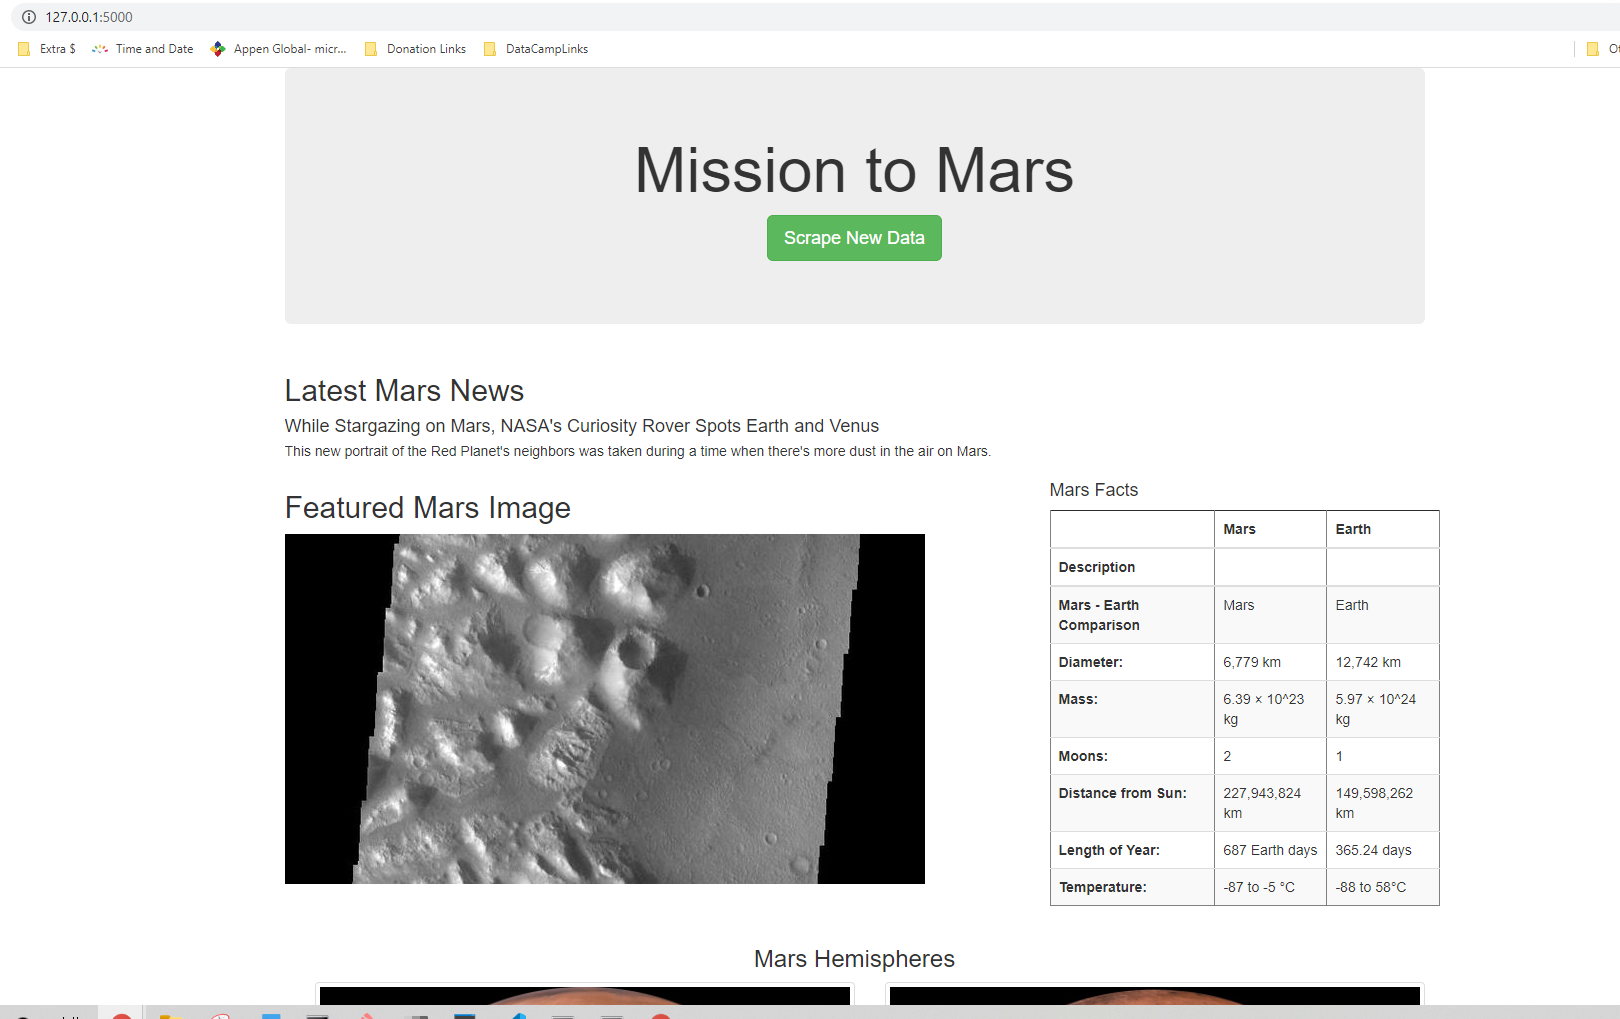 127.0.0.1:5000
Extra $ Time and Date Appen Global- micr... Donation Links DataCampLinks
Mission to Mars
Scrape New Data
Latest Mars News
While Stargazing on Mars, NASA's Curiosity Rover Spots Earth and Venus
This new portrait of the Red Planet's neighbors was taken during a time when there's more dust in the air on Mars.
Featured Mars Image
Mars Facts
Mars Earth
Description
Mars - Earth Mars Earth
Comparison
Diameter: 6,779 km 12,742 km
Mass: 6.39 × 10^23 5.97 × 10^24
kg kg
Moons: 2 1
Distance from Sun: 227,943,824 149,598,262
km km
Length of Year: 687 Earth days 365.24 days
Temperature: -87 to -5 °C -88 to 58°C
Mars Hemispheres